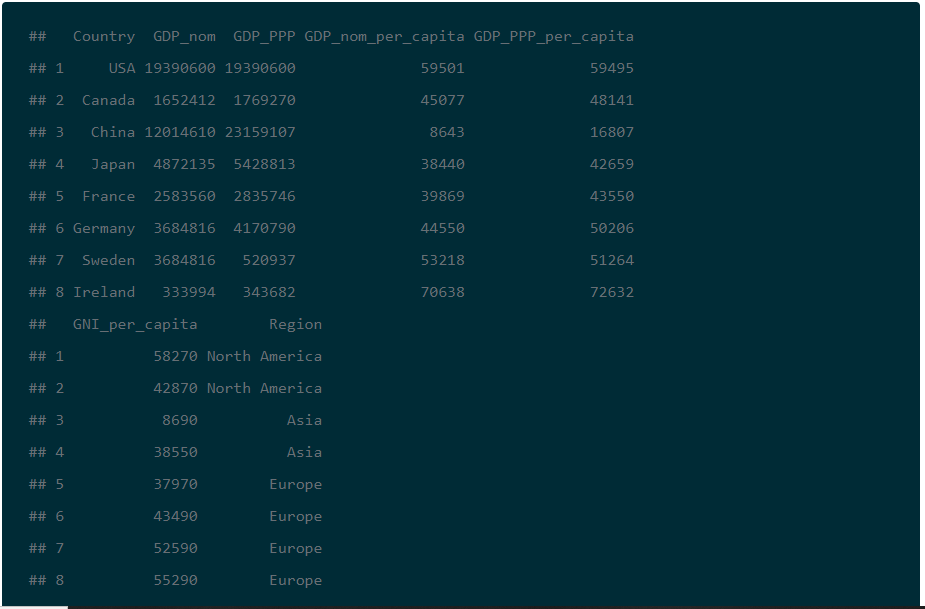 ##   Country  GDP_nom  GDP_PPP GDP_nom_per_capita GDP_PPP_per_capita
## 1     USA 19390600 19390600              59501              59495
## 2  Canada  1652412  1769270              45077              48141
## 3   China 12014610 23159107               8643              16807
## 4   Japan  4872135  5428813              38440              42659
## 5  France  2583560  2835746              39869              43550
## 6 Germany  3684816  4170790              44550              50206
## 7  Sweden  3684816   520937              53218              51264
## 8 Ireland   333994   343682              70638              72632
##   GNI_per_capita        Region
## 1          58270 North America
## 2          42870 North America
## 3           8690          Asia
## 4          38550          Asia
## 5          37970        Europe
## 6          43490        Europe
## 7          52590        Europe
## 8          55290        Europe